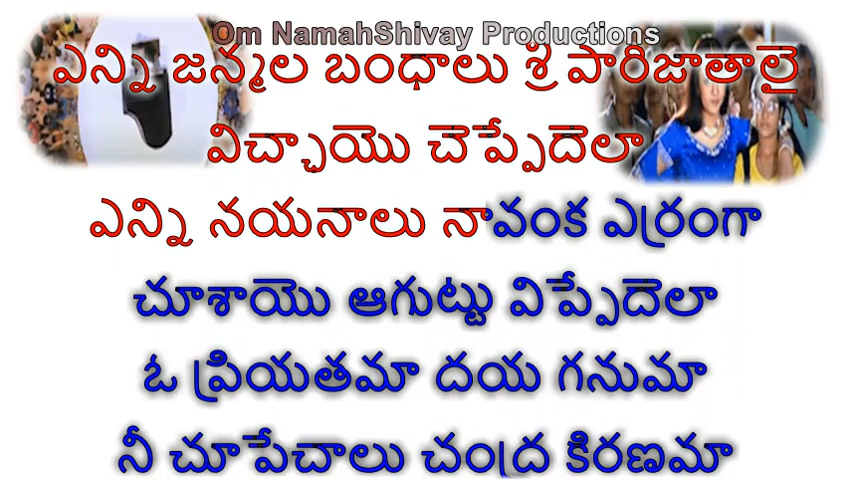 Om NamahShivay Productions
ఎన్ని జన్మల బంధాలు శ్రీ పారిజాతాలై
విచ్ఛాయొ చెప్పేదెలా
ఎన్ని నయనాలు నావంక ఎర్రంగా
చూశాయొ ఆగుట్టు విప్పేదెలా
ఓ ప్రియతమా దయ గనుమా
నీ చూపేచాలు చంద్ర కిరణమా